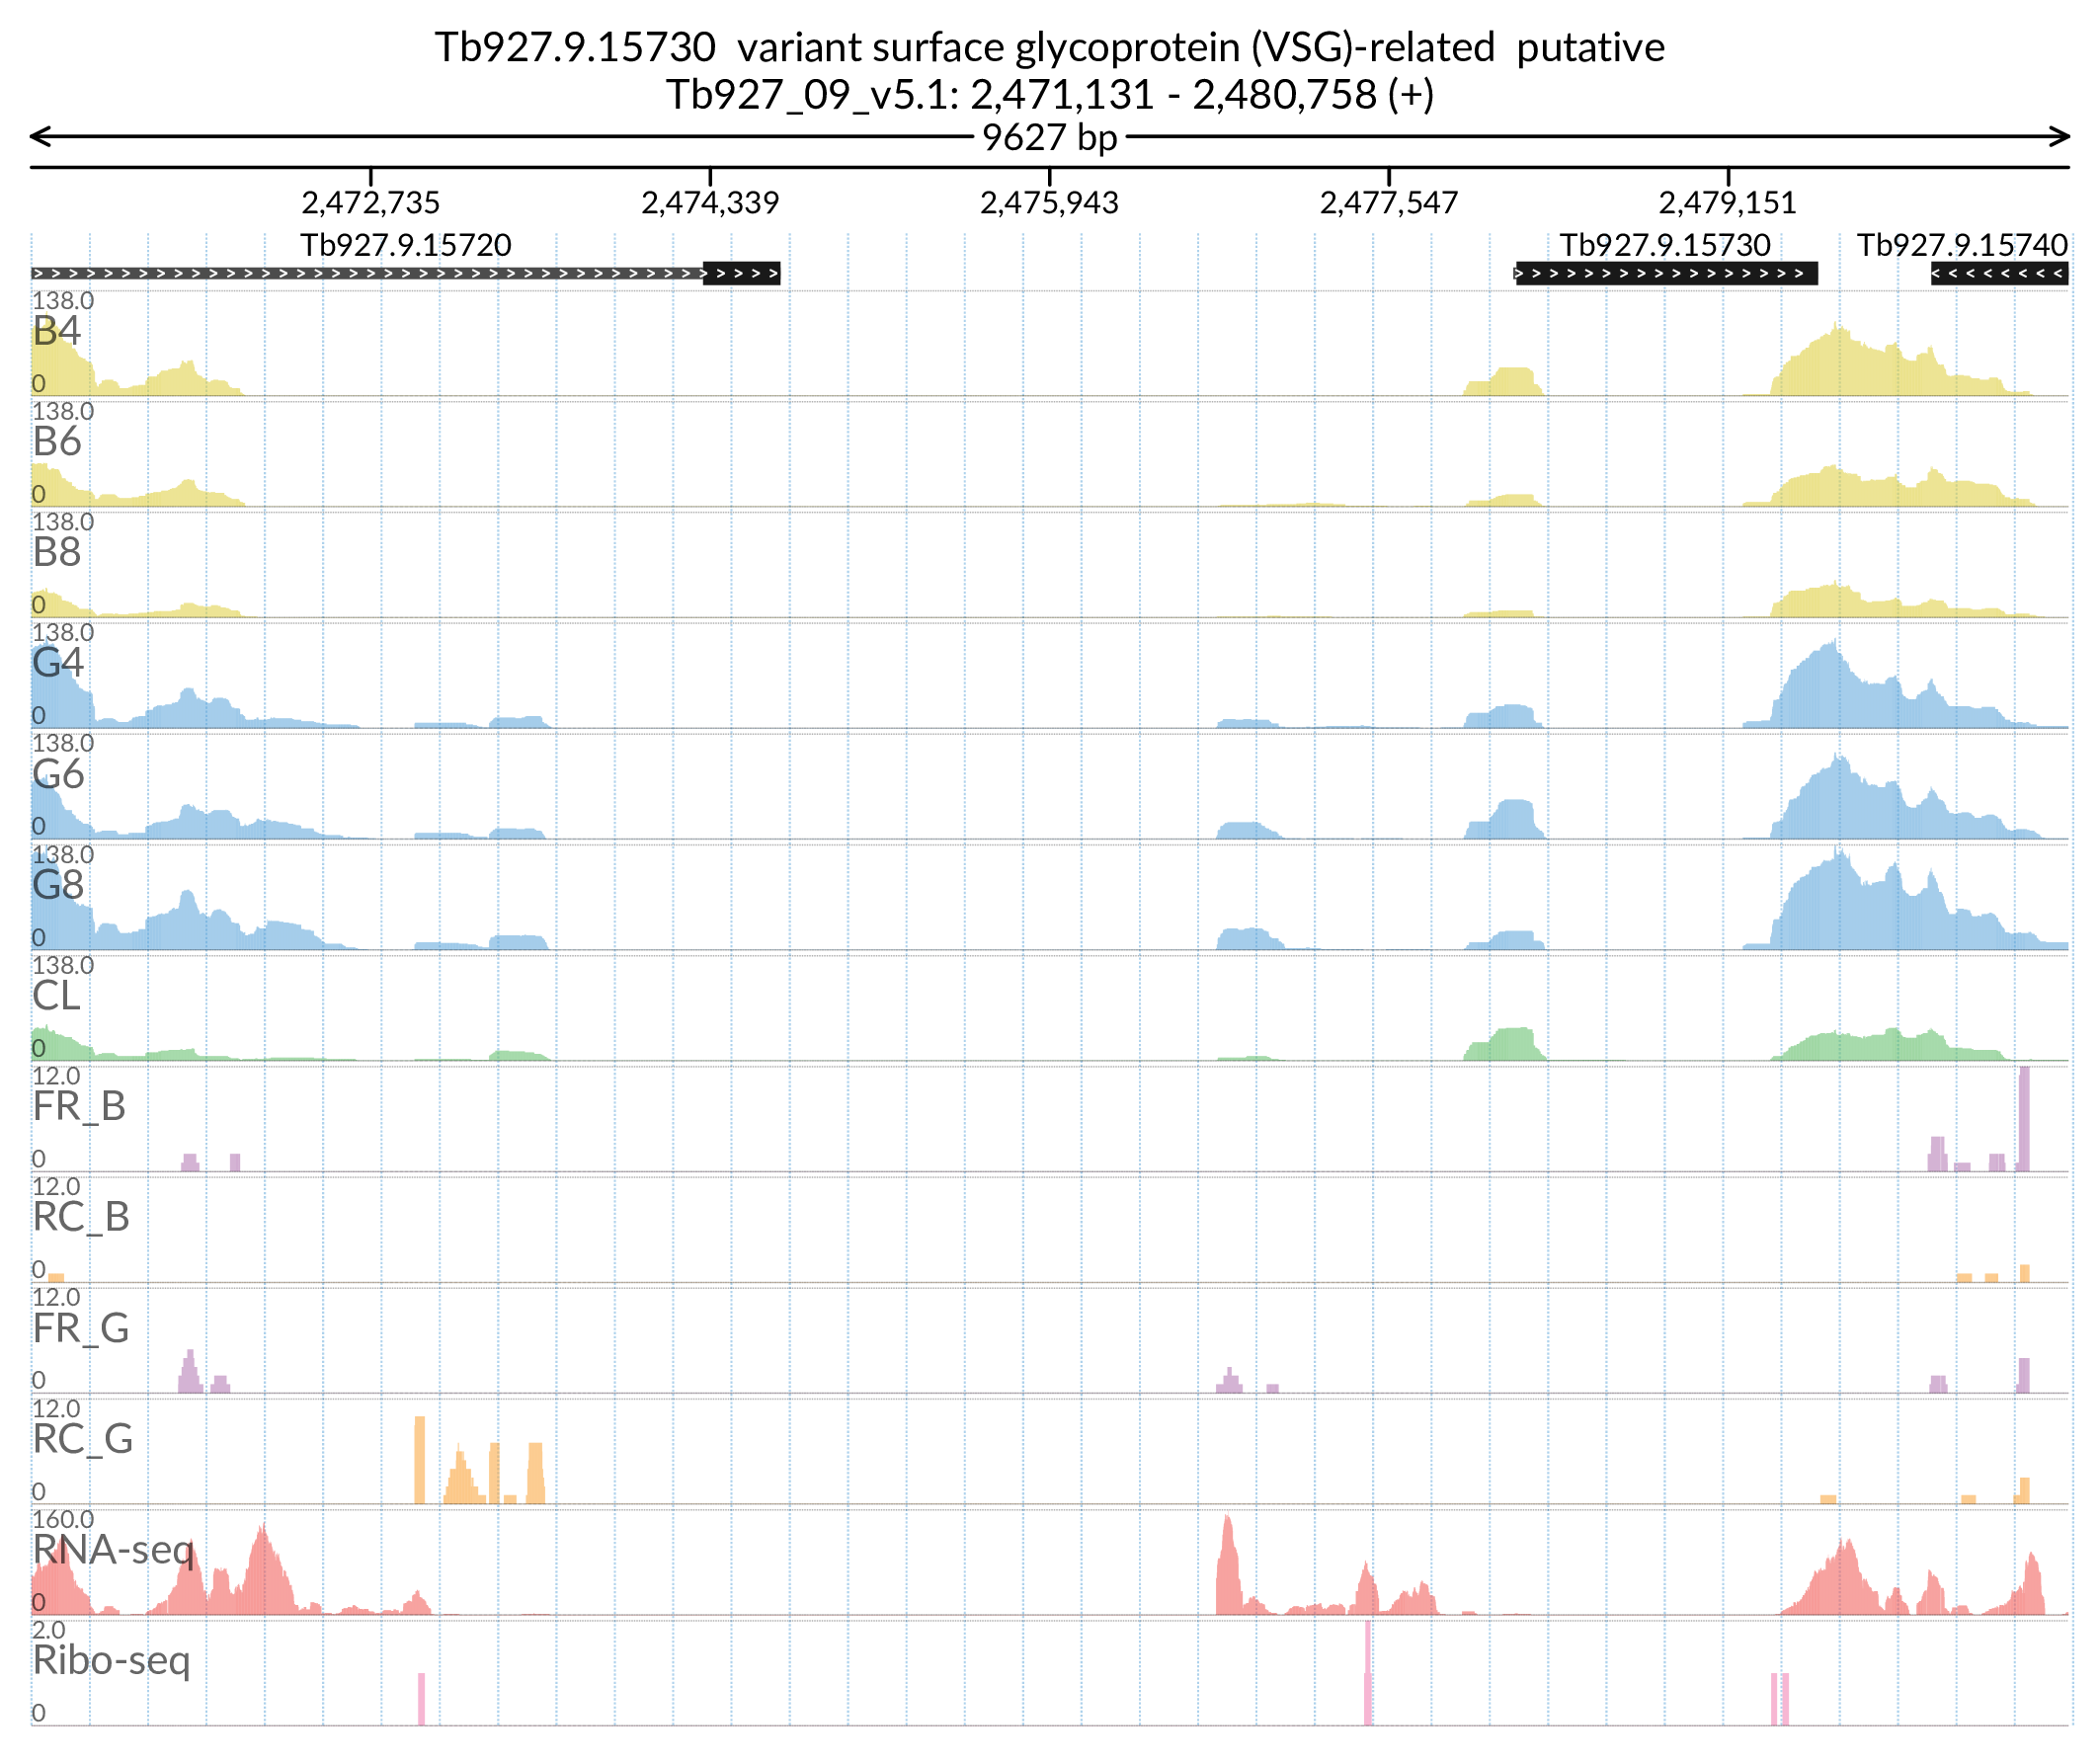 Tb927.9.15730  variant surface glycoprotein (VSG)-related  putative
Tb927_09_v5.1: 2,471,131 - 2,480,758 (+)
9627 bp
2,472,735 2,474,339 2,475,943 2,477,547 2,479,151
Tb927.9.15720 Tb927.9.15730 Tb927.9.15740
138.0
B4
0
138.0
B6
0
138.0
B8
0
138.0
G4
0
138.0
G6
0
138.0
G8
0
138.0
CL
0
12.0
FR_B
0
12.0
RC_B
0
12.0
FR_G
0
12.0
RC_G
0
160.0
RNA-seq
0
2.0
Ribo-seq
0